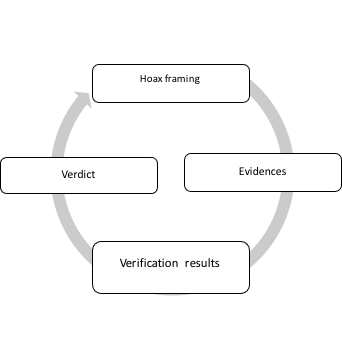 Hoax framing
Evidences
Verification results
Verdict